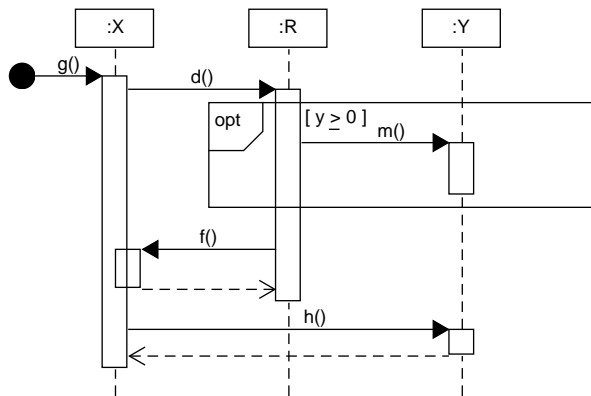 :X :R :Y
g() d()
opt [ y ≥ 0 ]
m()
f()
h()